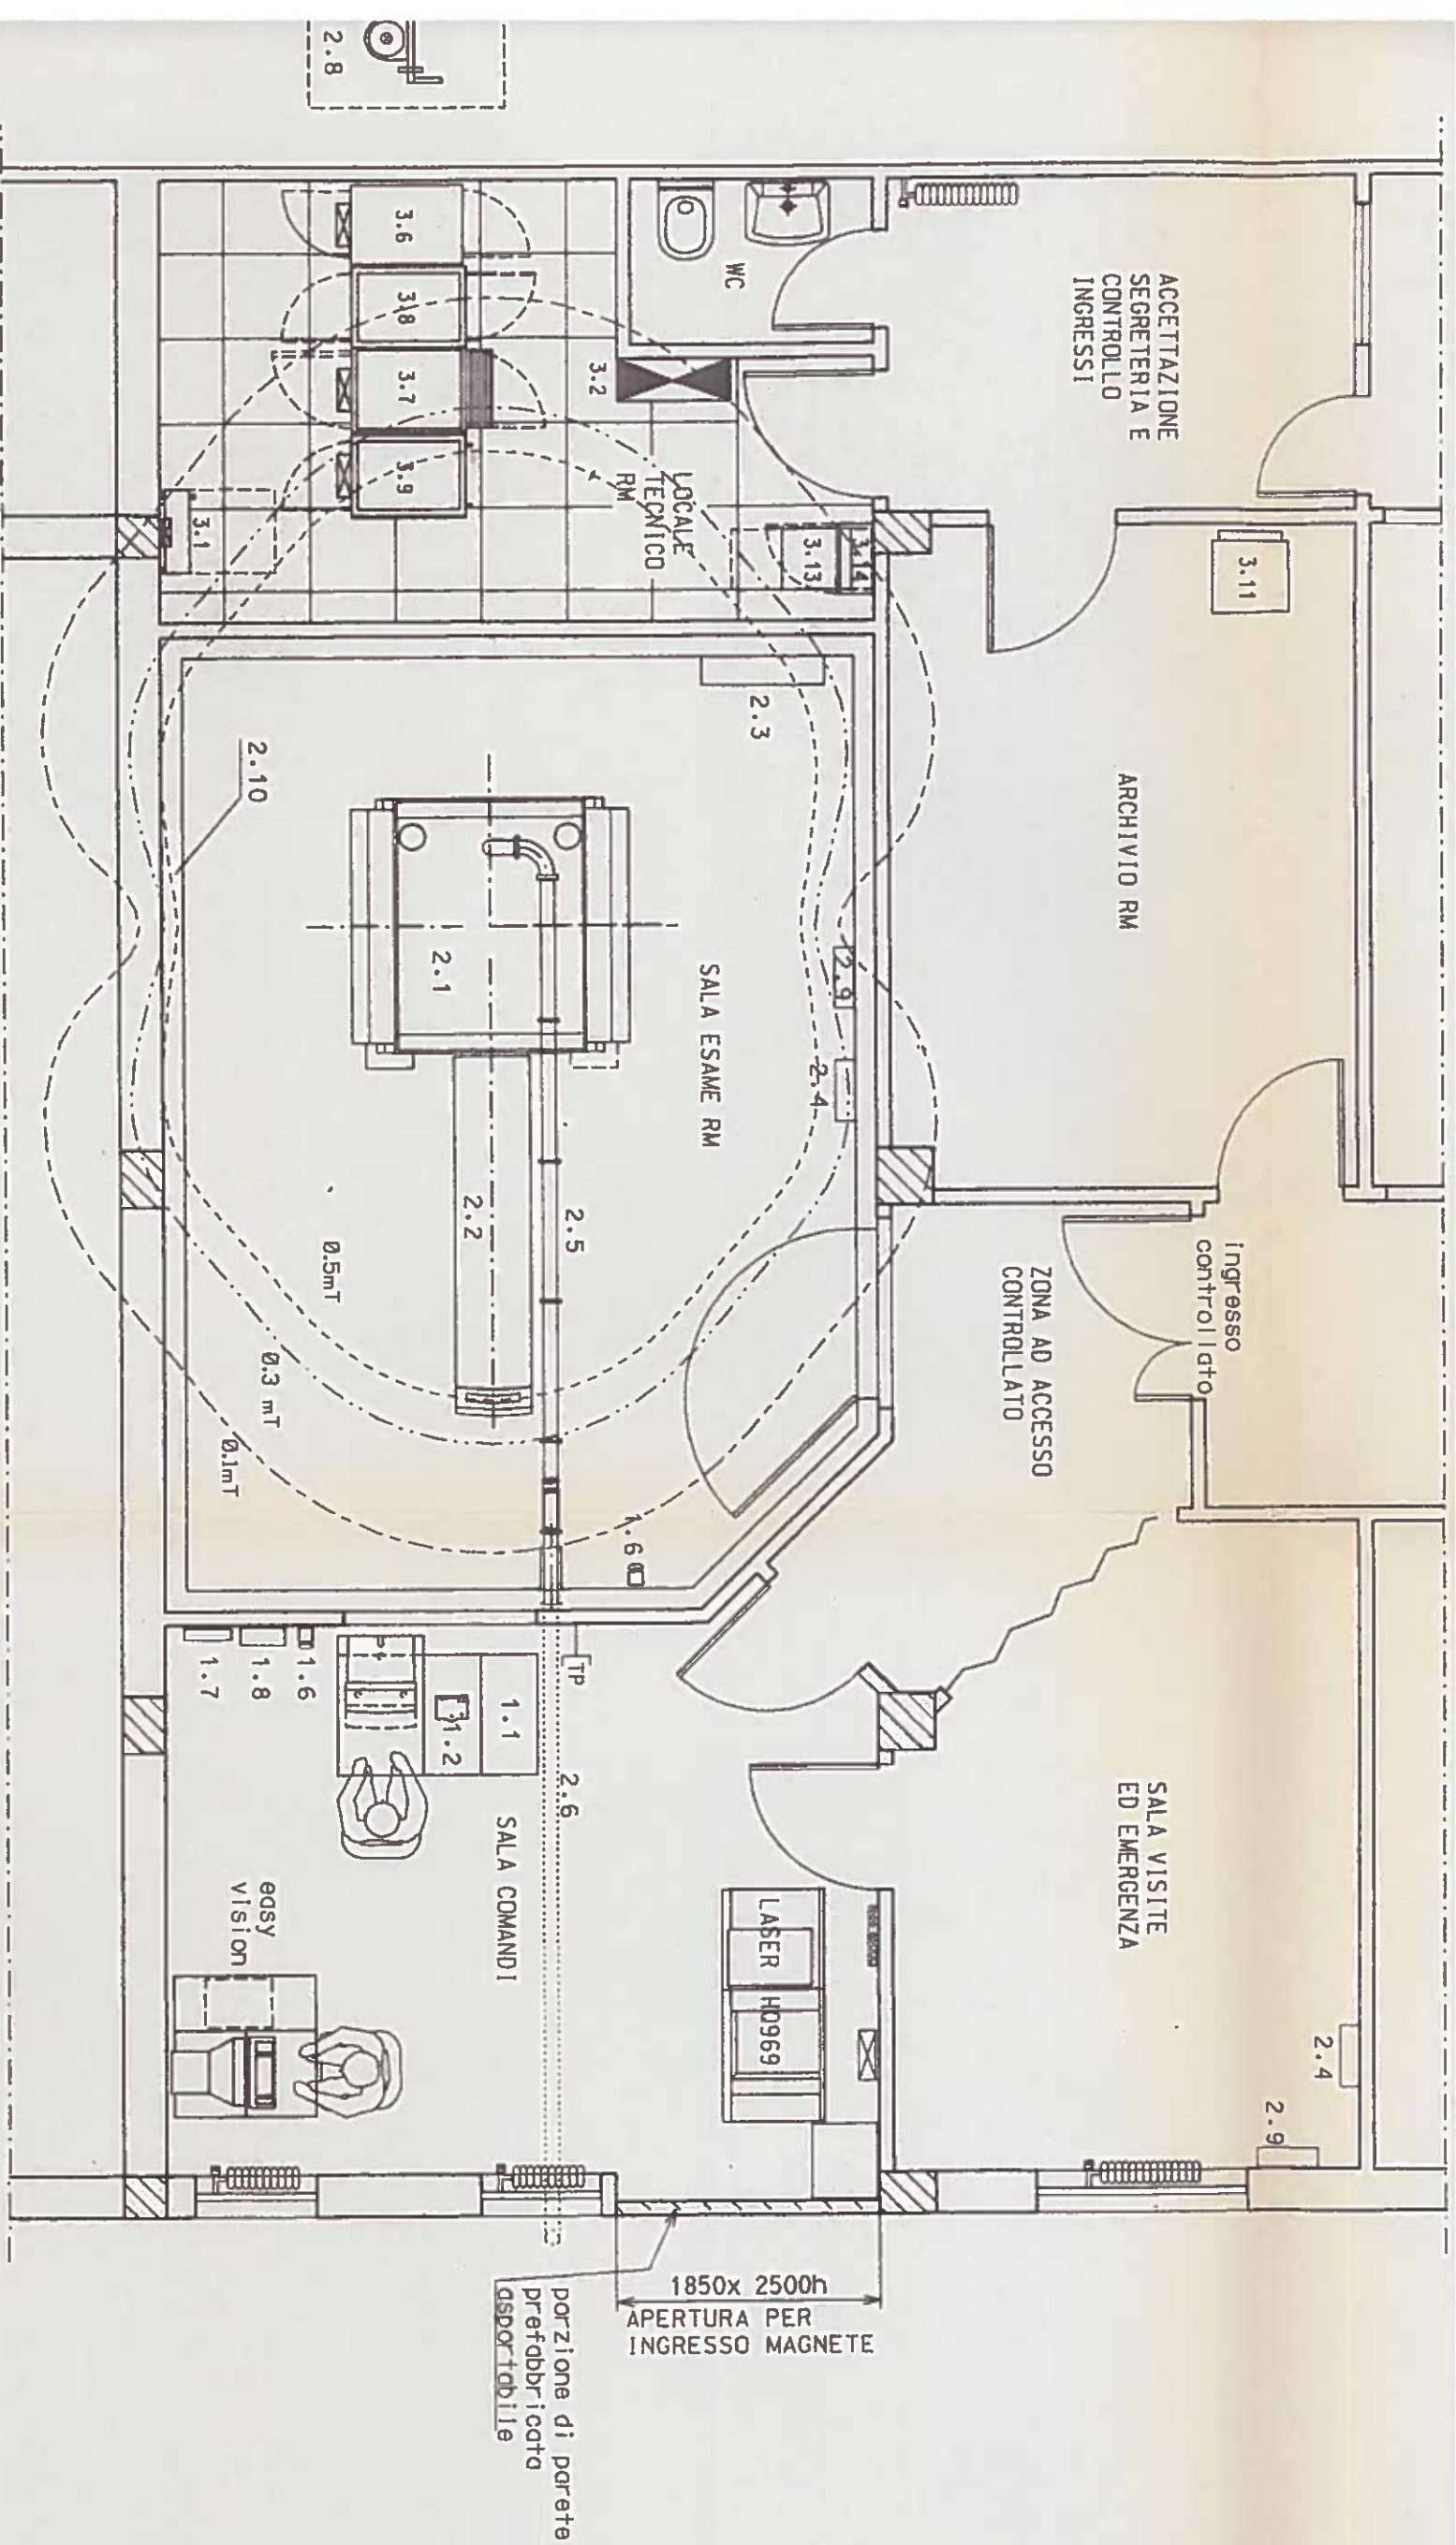 2.8
3.6
3.8
3.7
3.9
3.2
3.1
WC
LOCALE
TECNICO
RM
3.13
3.14
ACCETTAZIONE
SEGRETERIA E
CONTROLLO
INGRESSI
3.11
ARCHIVIO RM
2.3
2.10
2.1
2.9
2.4
SALA ESAME RM
2.2
2.5
0.5mT
0.3 mT
0.1mT
1.6
ingresso
controllato
ZONA AD ACCESSO
CONTROLLATO
1.7
1.8
1.6
TP
1.1
1.2
2.6
SALA COMANDI
easy
vision
LASER
HQ969
SALA VISITE
ED EMERGENZA
2.4
2.9
1850x 2500h
APERTURA PER
INGRESSO MAGNETE
porzione di parete
prefabbricata
asportabile